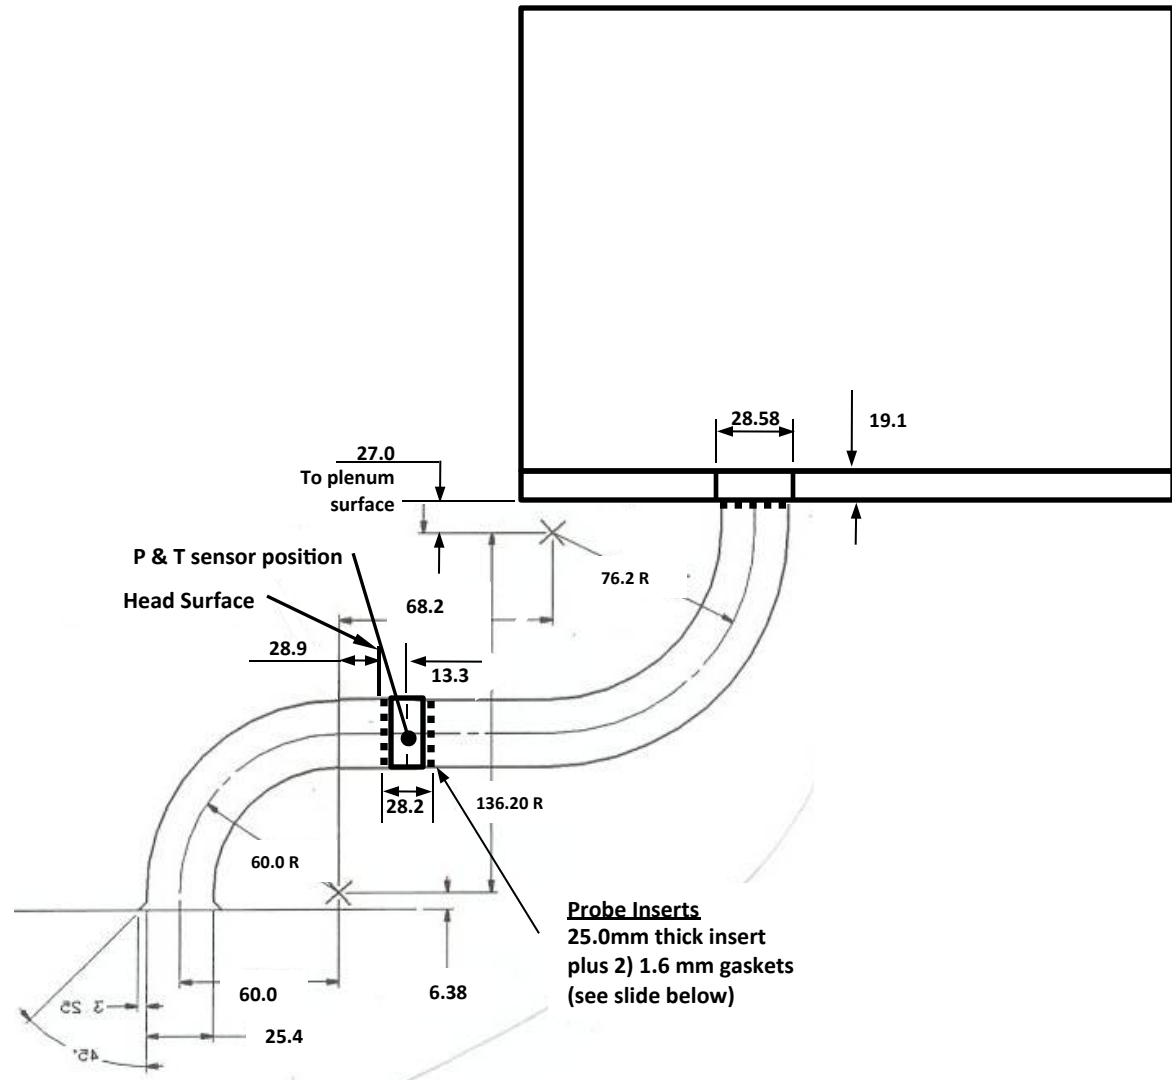 28.58
19.1
27.0
To plenum
surface
P & T sensor position
76.2 R
Head Surface
68.2
28.9
13.3
28.2
136.20 R
60.0 R
Probe Inserts
25.0mm thick insert
plus 2) 1.6 mm gaskets
(see slide below)
60.0
6.38
3 25
25.4
45°